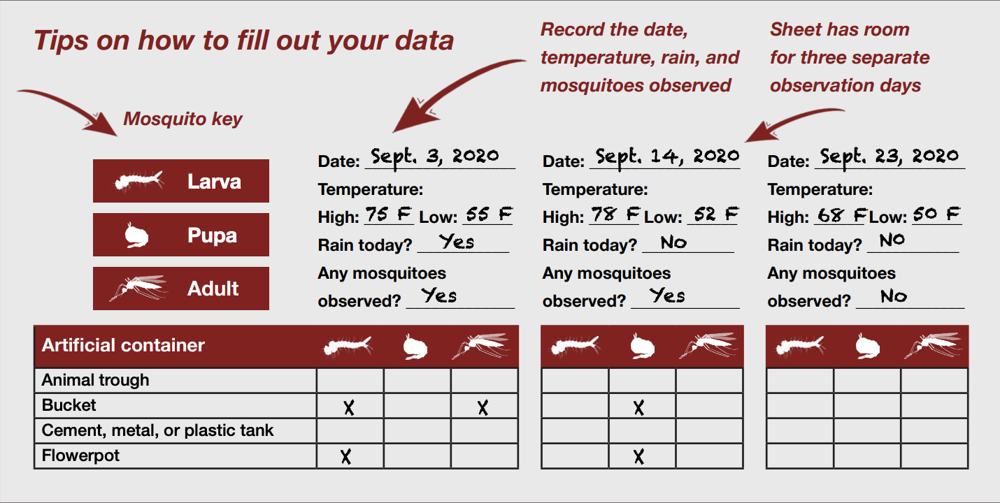 Tips on how to fill out your data
Record the date,
temperature, rain, and
mosquitoes observed
Sheet has room
for three separate
observation days
Mosquito key
Larva
Pupa
Adult
Date: Sept. 3, 2020
Temperature:
High: 75 F Low: 55 F
Rain today? Yes
Any mosquitoes
observed? Yes
Date: Sept. 14, 2020
Temperature:
High: 78 F Low: 52 F
Rain today? No
Any mosquitoes
observed? Yes
Date: Sept. 23, 2020
Temperature:
High: 68 F Low: 50 F
Rain today? No
Any mosquitoes
observed? No
Artificial container
Animal trough
Bucket X X X
Cement, metal, or plastic tank
Flowerpot X X